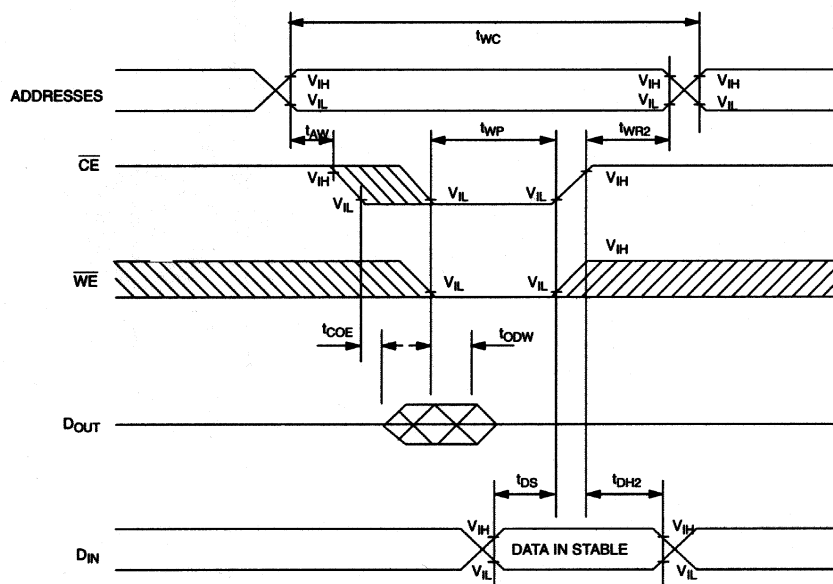 tWC
ADDRESSES
VIH VIH VIH
VIL VIL VIL
tAW tWP tWR2
CE
VIH VIH
VIL VIL VIL
VIH
WE
VIL VIL
tCOE tODW
DOUT
tDS tDH2
VIH VIH
DIN DATA IN STABLE
VIL VIL